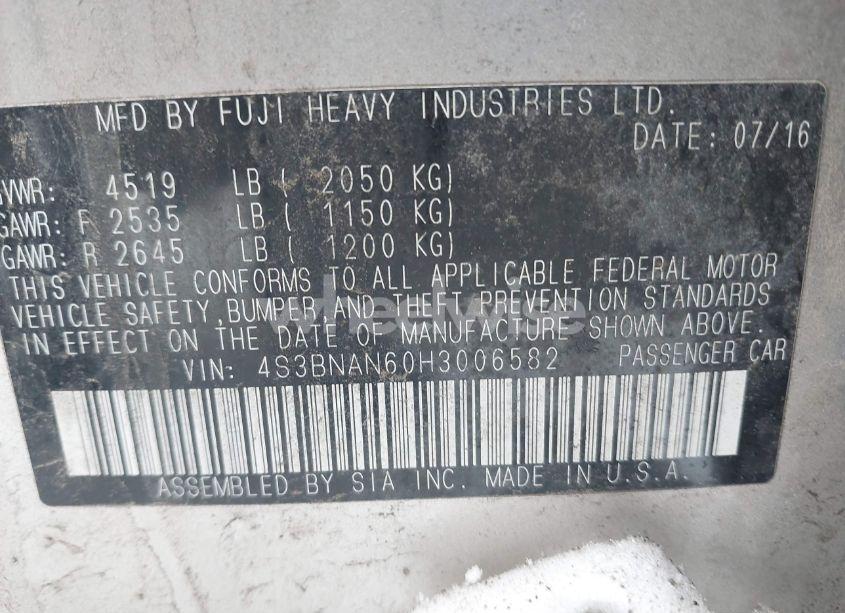 MFD BY FUJI HEAVY INDUSTRIES LTD.
DATE: 07/16
GVWR: 4519 LB ( 2050 KG)
GAWR: F 2535 LB ( 1150 KG)
GAWR: R 2645 LB ( 1200 KG)
THIS VEHICLE CONFORMS TO ALL APPLICABLE FEDERAL MOTOR
VEHICLE SAFETY, BUMPER, AND THEFT PREVENTION STANDARDS
IN EFFECT ON THE DATE OF MANUFACTURE SHOWN ABOVE.
VIN: 4S3BNAN60H3006582 PASSENGER CAR
ASSEMBLED BY SIA INC. MADE IN U.S.A.